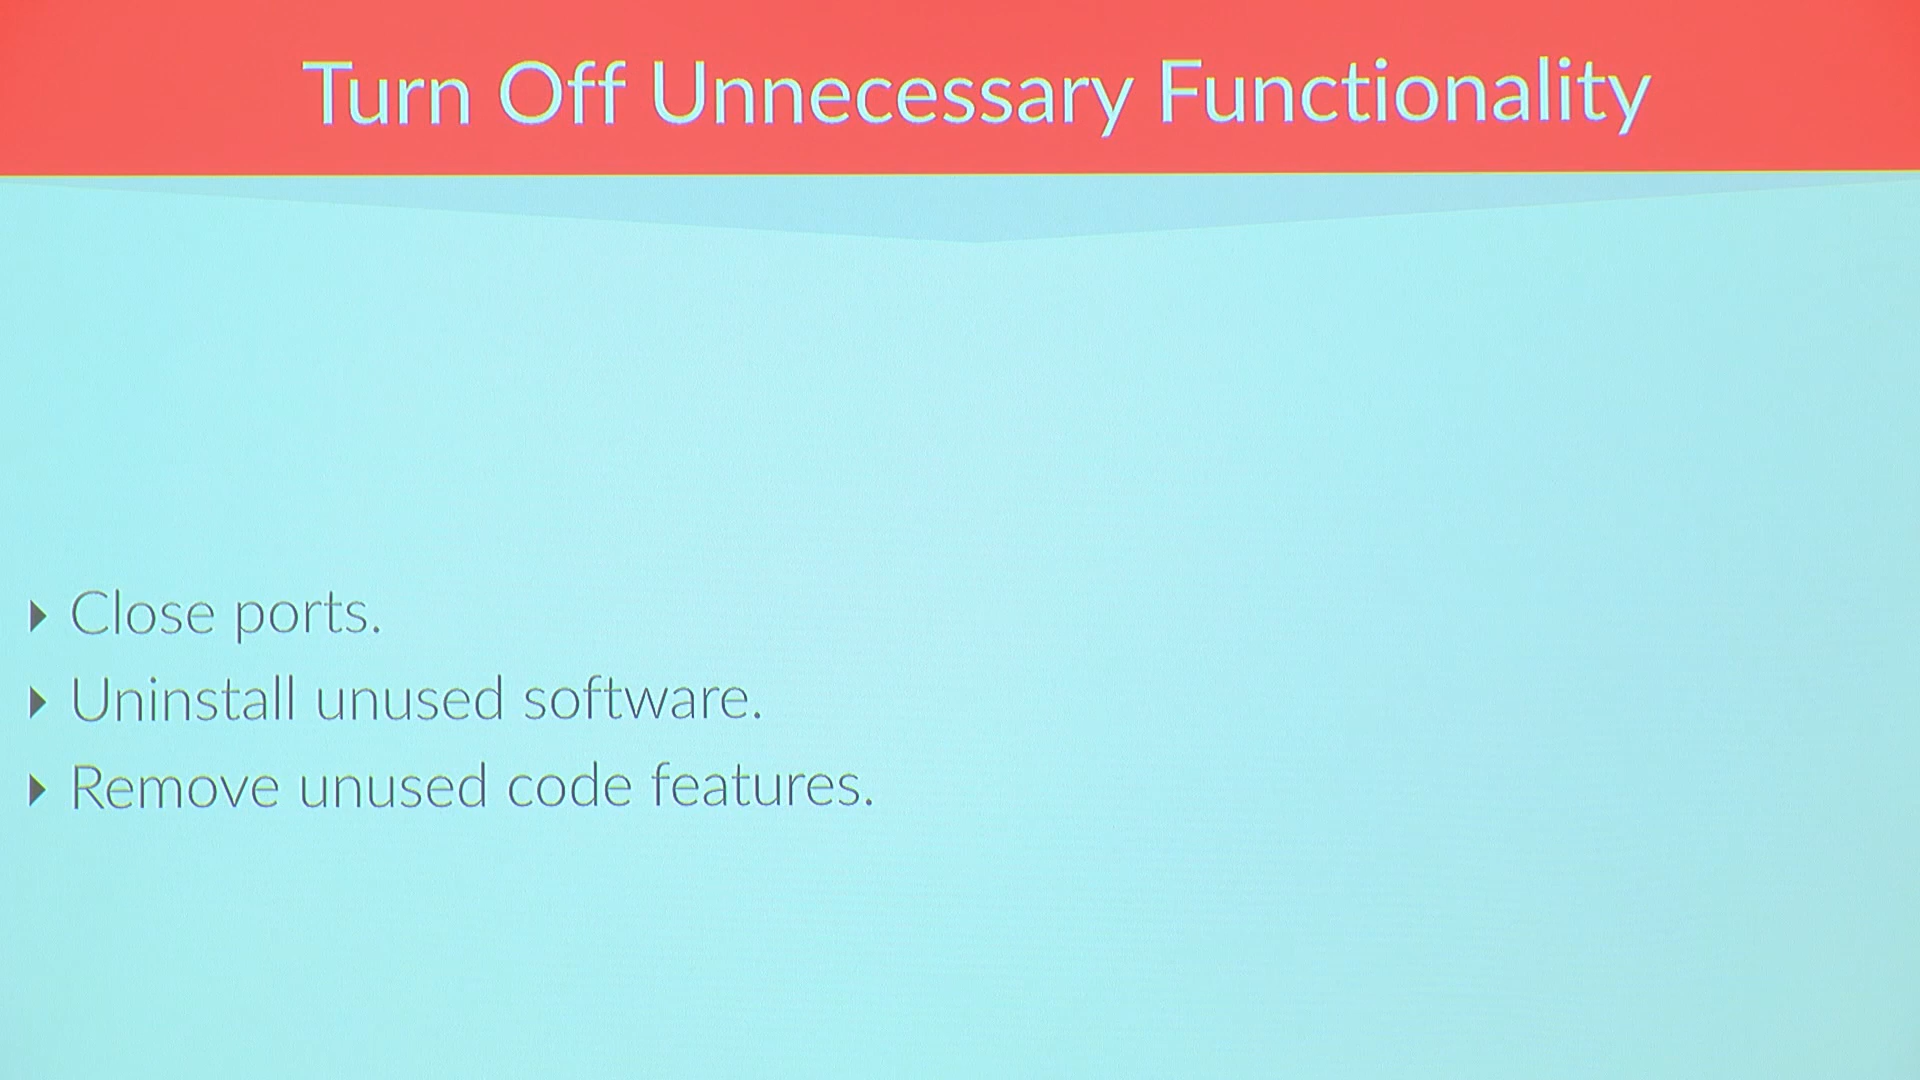 Turn Off Unnecessary Functionality
Close ports.
Uninstall unused software.
Remove unused code features.